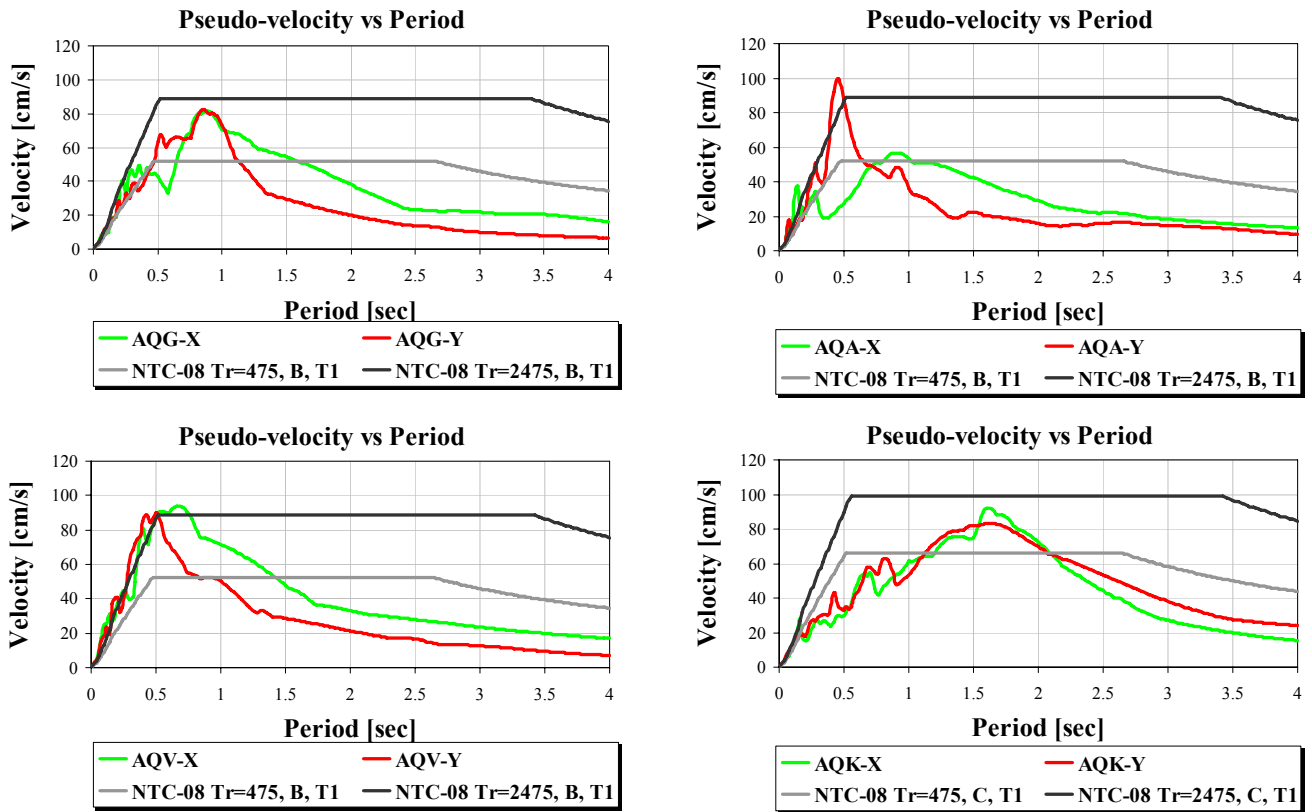 Pseudo-velocity vs Period
Velocity [cm/s]
120
100
80
60
40
20
0
0 0.5 1 1.5 2 2.5 3 3.5 4
Period [sec]
AQG-X AQG-Y
NTC-08 Tr=475, B, T1 NTC-08 Tr=2475, B, T1
Pseudo-velocity vs Period
Velocity [cm/s]
120
100
80
60
40
20
0
0 0.5 1 1.5 2 2.5 3 3.5 4
Period [sec]
AQA-X AQA-Y
NTC-08 Tr=475, B, T1 NTC-08 Tr=2475, B, T1
Pseudo-velocity vs Period
Velocity [cm/s]
120
100
80
60
40
20
0
0 0.5 1 1.5 2 2.5 3 3.5 4
Period [sec]
AQV-X AQV-Y
NTC-08 Tr=475, B, T1 NTC-08 Tr=2475, B, T1
Pseudo-velocity vs Period
Velocity [cm/s]
120
100
80
60
40
20
0
0 0.5 1 1.5 2 2.5 3 3.5 4
Period [sec]
AQK-X AQK-Y
NTC-08 Tr=475, C, T1 NTC-08 Tr=2475, C, T1